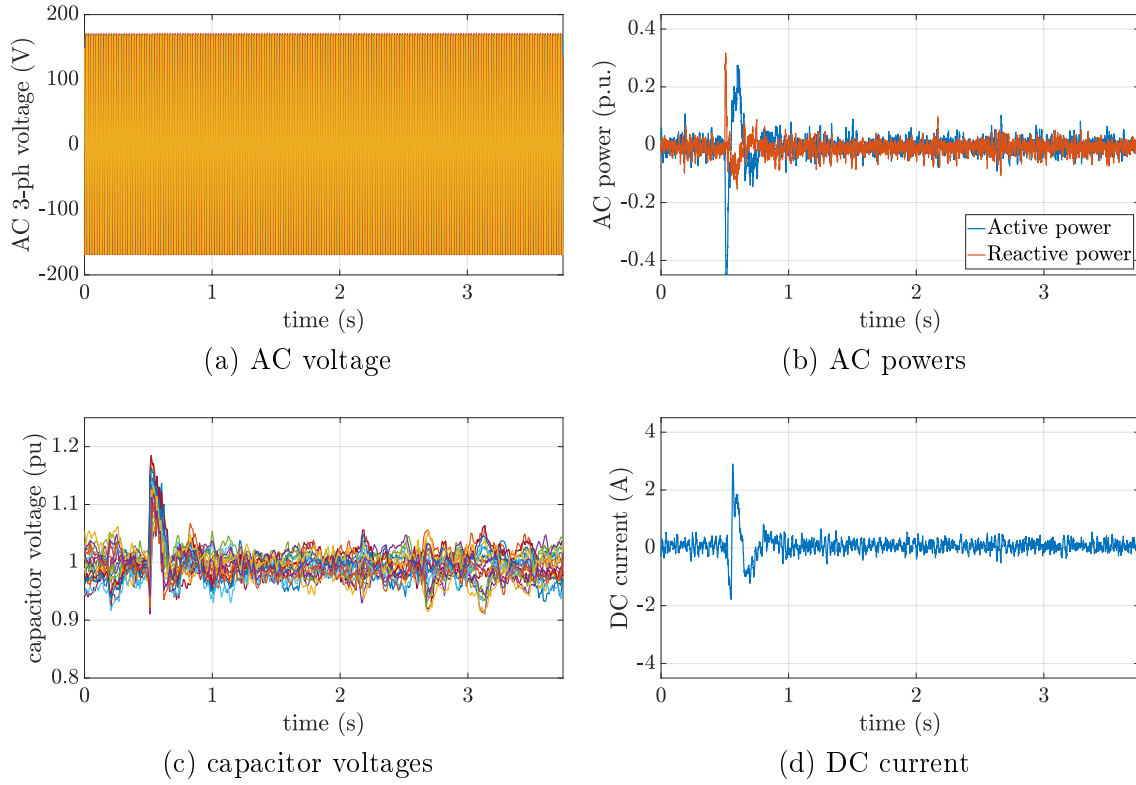 AC 3-ph voltage (V)
200
100
0
-100
-200
0 1 2 3
time (s)
(a) AC voltage
AC power (p.u.)
0.4
0.2
0
-0.2
-0.4
Active power
Reactive power
0 1 2 3
time (s)
(b) AC powers
capacitor voltage (pu)
1.2
1.1
1
0.9
0.8
0 1 2 3
time (s)
(c) capacitor voltages
DC current (A)
4
2
0
-2
-4
0 1 2 3
time (s)
(d) DC current